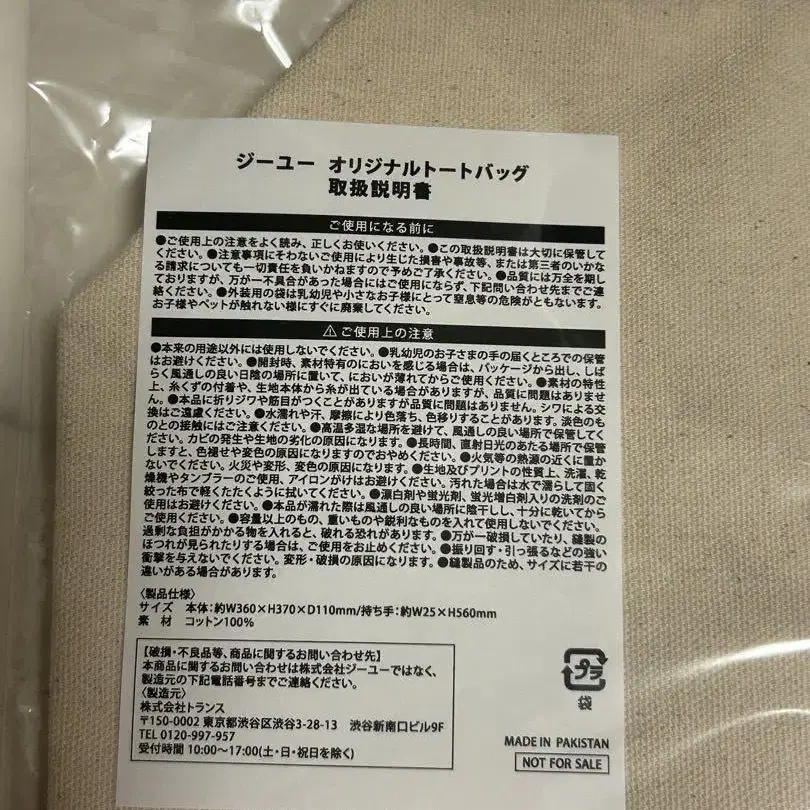 ジーユー オリジナルトートバッグ
取扱説明書
ご使用になる前に
●ご使用上の注意をよく読み、正しくお使いください。●この取扱説明書は大切に保管して
ください。●注意事項にそわないご使用により生じた損害や事故等、または第三者のいかな
る請求についても一切責任を負いかねますので予めご了承ください。●品質には万全を期し
ておりますが、万が一不具合があった場合にはご使用にならず、下記問い合わせ先までご連
絡ください。●外装用の袋は乳幼児や小さなお子様にとって窒息等の危険がともないます。
お子様やペットが触れない様にすぐに廃棄してください。
⚠ご使用上の注意
●本来の用途以外には使用しないでください。●乳幼児のお子さまの手の届くところでの保管
はお避けください。●開封時、素材特有のにおいを感じる場合は、パッケージから出し、しば
らく風通しの良い日陰の場所に置いて、においが薄れてからご使用ください。●素材の特性
上、糸くずの付着や、生地本体から糸が出ている場合がありますが、品質に問題はありませ
ん。●本品に折りジワや筋目がつくことがありますが品質に問題はありません。シワによる交
換はご遠慮ください。●水濡れや汗、摩擦により色落ち、色移りすることがあります。淡色のも
のとの接触にはご注意ください。●高温多湿な場所を避けて、風通しの良い場所で保管してく
ださい。カビの発生や生地の劣化の原因になります。●長時間、直射日光のあたる場所で保管
しますと、色褪せや変色の原因になりますのでおやめください。●火気等の熱源の近くに置か
ないでください。火災や変形、変色の原因になります。●生地及びプリントの性質上、洗濯、乾
燥機やタンブラーのご使用、アイロンがけはお避けください。汚れた場合は水で濡らして固く
絞った布で軽くたたくように拭いてください。●漂白剤や蛍光剤、蛍光増白剤入りの洗剤のご
使用はお避けください。●本品が濡れた際は風通しの良い場所に陰干しし、十分に乾いてから
ご使用ください。●容量以上のもの、重いものや鋭利なものを入れて使用しないでください。
過剰な負担がかかる物を入れると、破れる恐れがあります。●万が一破損していたり、縫製の
ほつれが見られたりする場合は、ご使用をお止めください。●振り回す・引っ張るなどの強い
衝撃を与えないでください。変形・破損の原因になります。●縫製品のため、サイズに若干の
違いがある場合があります。
〈製品仕様〉
サイズ 本体:約W360×H370×D110mm/持ち手:約W25×H560mm
素 材 コットン100%
【破損・不良品等、商品に関するお問い合わせ先】
本商品に関するお問い合わせは株式会社ジーユーではなく、
製造元の下記電話番号までご連絡ください。
〈製造元〉
株式会社トランス
〒150-0002 東京都渋谷区渋谷3-28-13 渋谷新南口ビル9F
TEL 0120-997-957
受付時間 10:00〜17:00(土・日・祝日を除く)
プラ
袋
MADE IN PAKISTAN
NOT FOR SALE